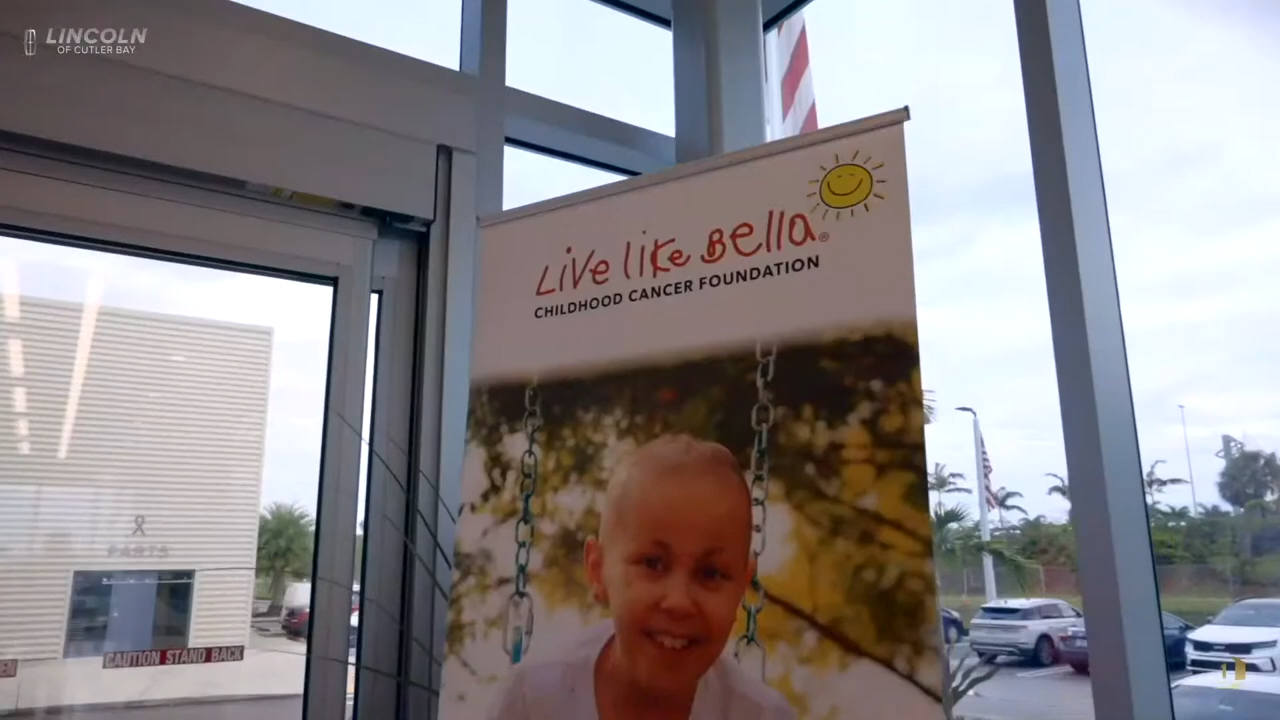 LINCOLN
OF CUTLER BAY
LIVE LIKE BELLA®
CHILDHOOD CANCER FOUNDATION
PARTS
CAUTION STAND BACK